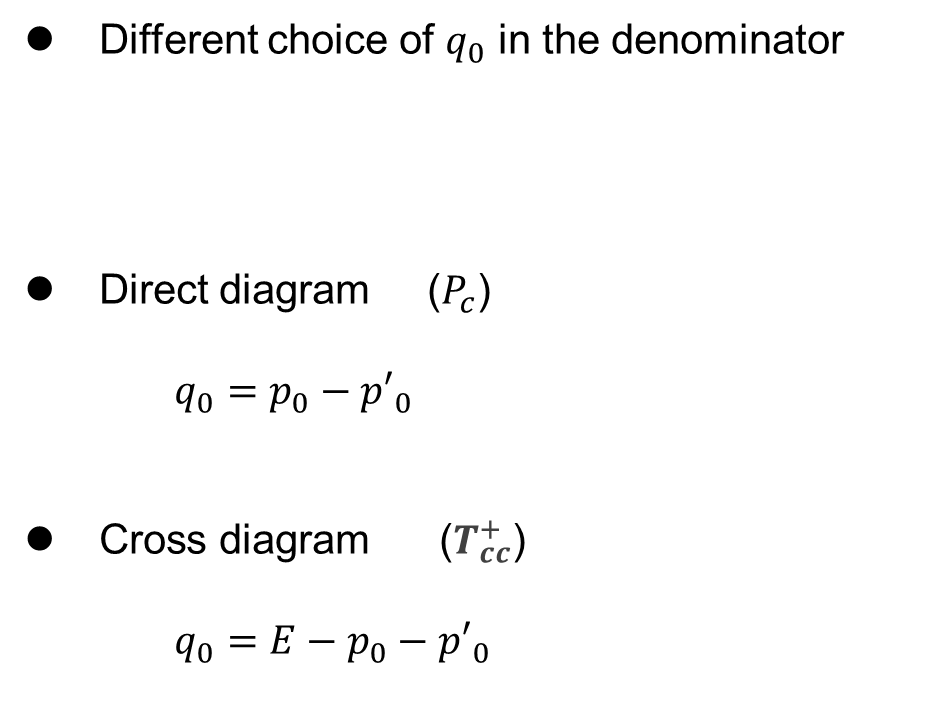 ● Different choice of q₀ in the denominator
● Direct diagram (P_c)
q₀ = p₀ − p′₀
● Cross diagram (T⁺_cc)
q₀ = E − p₀ − p′₀